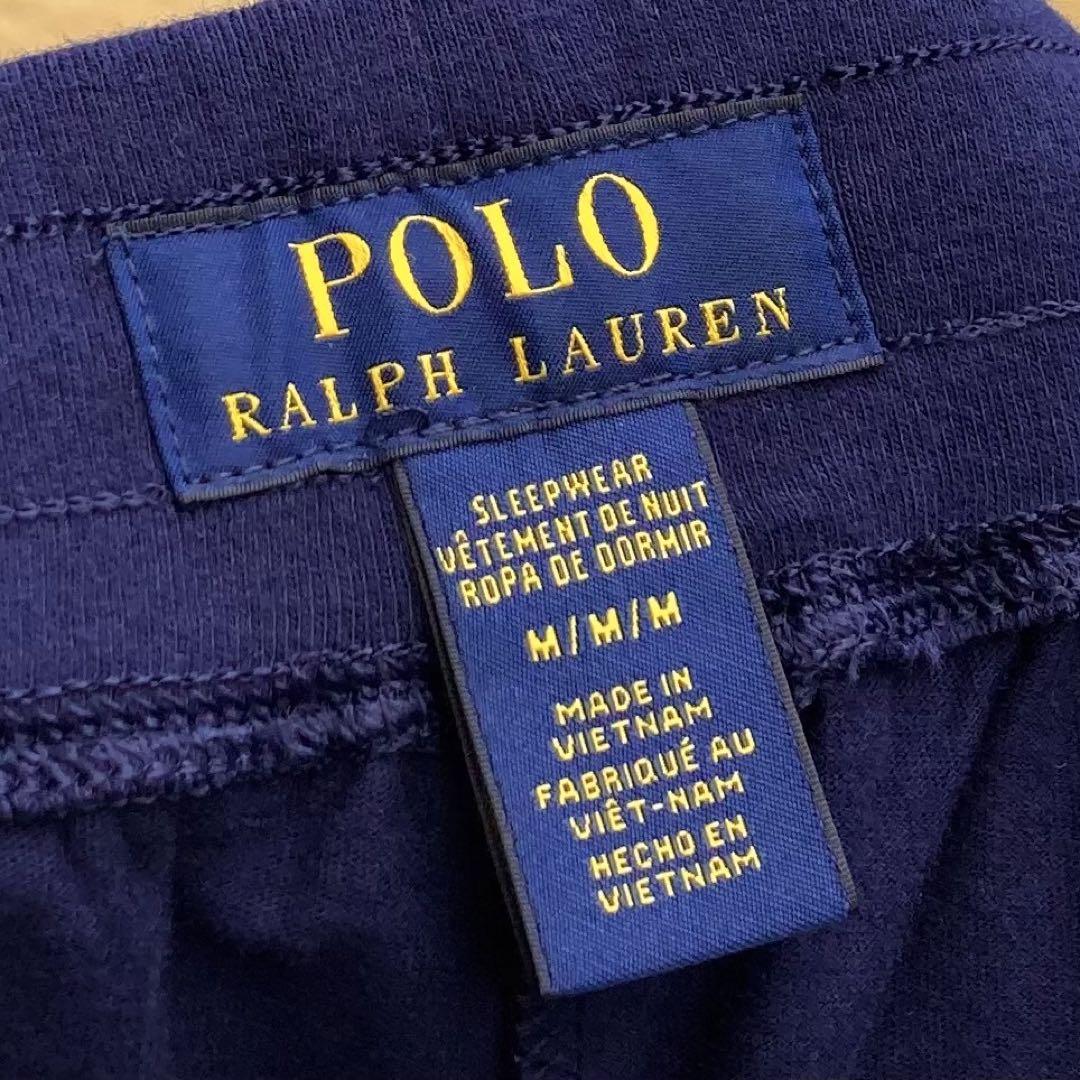 POLO
RALPH LAUREN
SLEEPWEAR
VÊTEMENT DE NUIT
ROPA DE DORMIR
M/M/M
MADE IN
VIETNAM
FABRIQUÉ AU
VIÊT-NAM
HECHO EN
VIETNAM